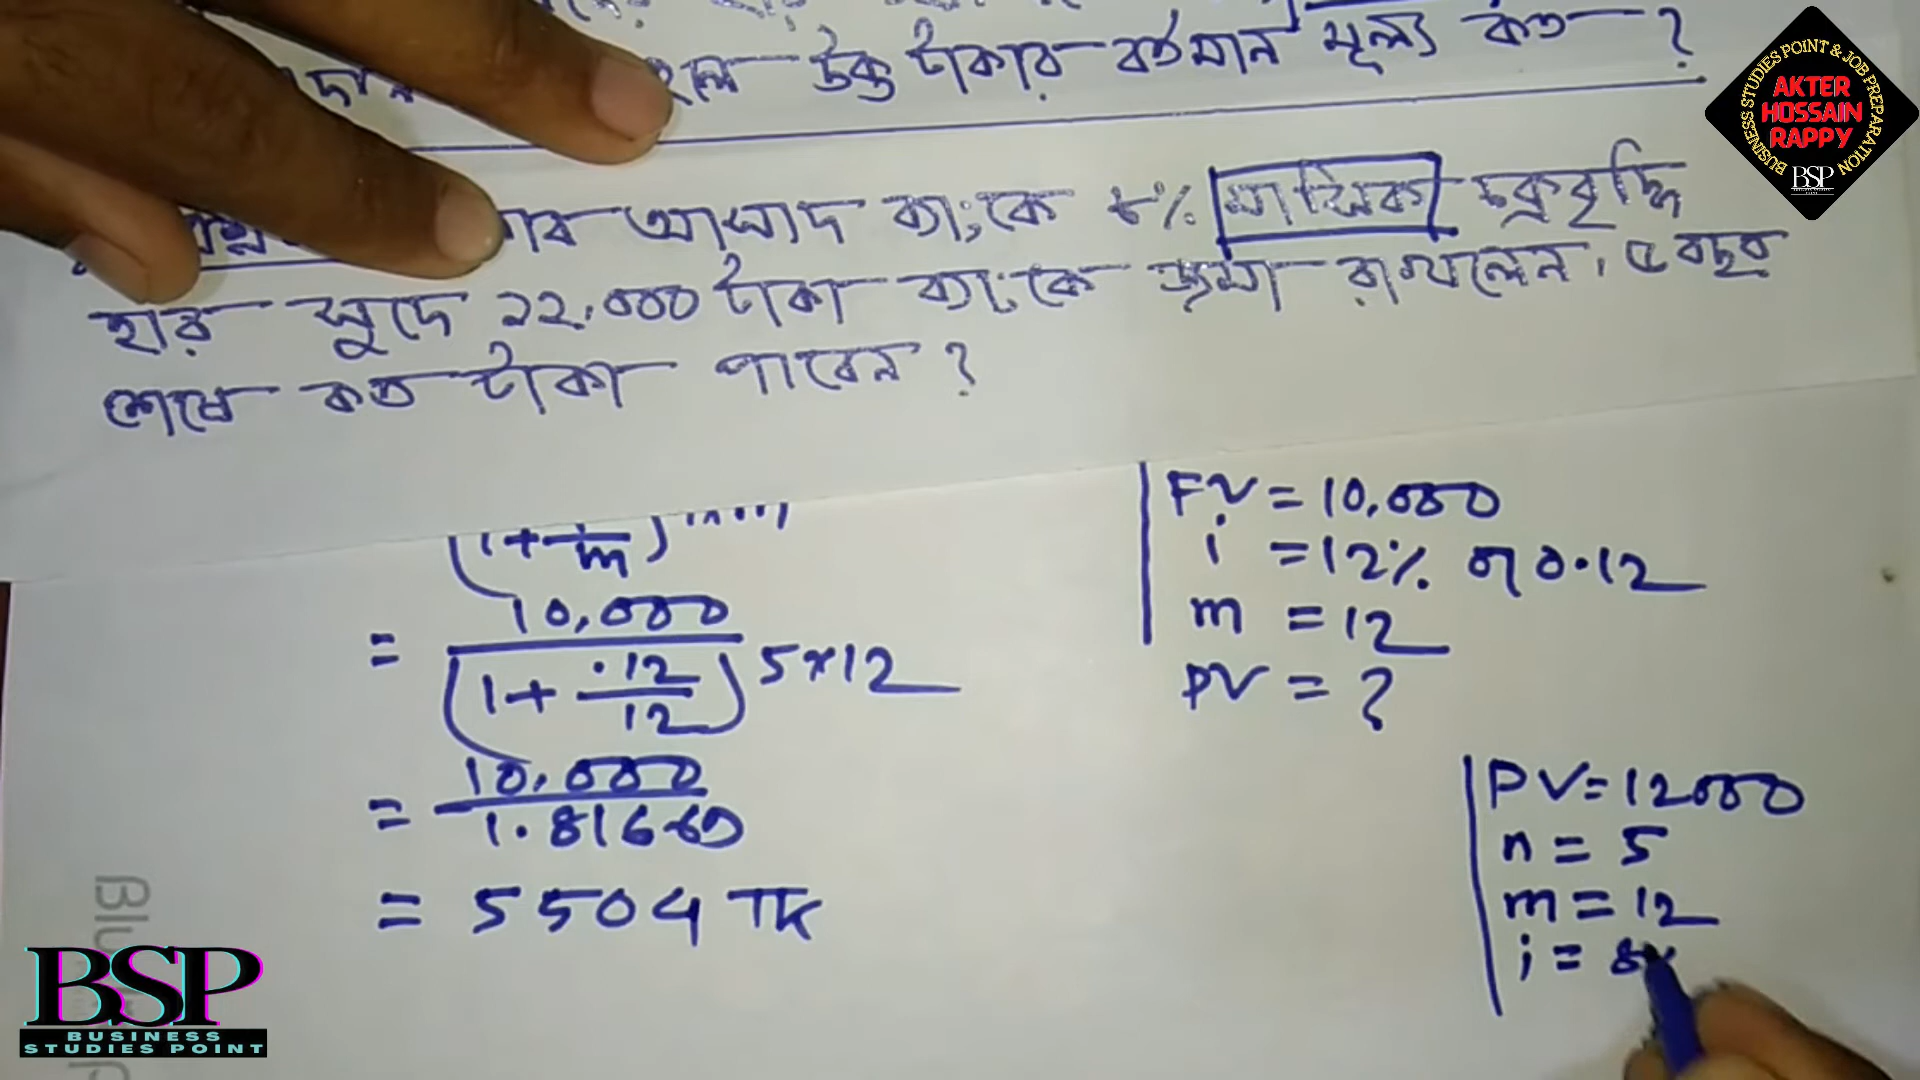 উক্ত টাকার বর্তমান মূল্য কত ?
আসাদ ব্যাংকে ৮% মাসিক চক্রবৃদ্ধি
হার সুদে ১২,০০০ টাকা ব্যাংকে জমা রাখলেন। ৫ বছর
শেষে কত টাকা পাবেন ?
FV = 10,000
i = 12% বা 0.12
m = 12
PV = ?
= 10,000
(1 + .12/12) 5×12
= 10,000
1.81669
= 5504 TK
PV = 12000
n = 5
m = 12
i = 8%
BUSINESS STUDIES POINT & JOB PREPARATION
AKTER
HOSSAIN
RAPPY
BSP
BSP
BUSINESS
STUDIES POINT